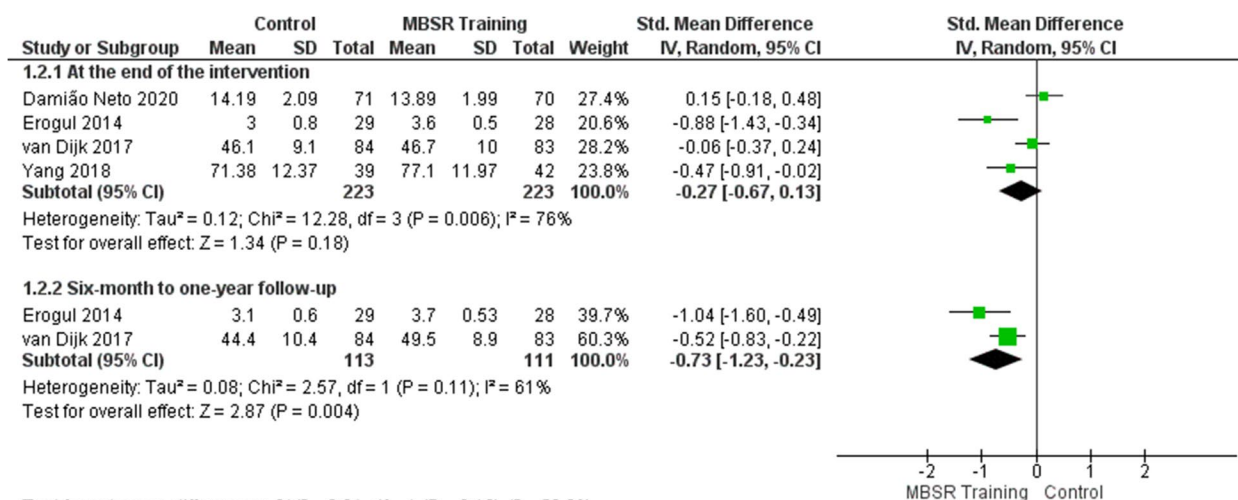 Control MBSR Training Std. Mean Difference Std. Mean Difference
Study or Subgroup Mean SD Total Mean SD Total Weight IV, Random, 95% CI IV, Random, 95% CI
1.2.1 At the end of the intervention
Damião Neto 2020 14.19 2.09 71 13.89 1.99 70 27.4% 0.15 [-0.18, 0.48]
Erogul 2014 3 0.8 29 3.6 0.5 28 20.6% -0.88 [-1.43, -0.34]
van Dijk 2017 46.1 9.1 84 46.7 10 83 28.2% -0.06 [-0.37, 0.24]
Yang 2018 71.38 12.37 39 77.1 11.97 42 23.8% -0.47 [-0.91, -0.02]
Subtotal (95% CI) 223 223 100.0% -0.27 [-0.67, 0.13]
Heterogeneity: Tau² = 0.12; Chi² = 12.28, df = 3 (P = 0.006); I² = 76%
Test for overall effect: Z = 1.34 (P = 0.18)
1.2.2 Six-month to one-year follow-up
Erogul 2014 3.1 0.6 29 3.7 0.53 28 39.7% -1.04 [-1.60, -0.49]
van Dijk 2017 44.4 10.4 84 49.5 8.9 83 60.3% -0.52 [-0.83, -0.22]
Subtotal (95% CI) 113 111 100.0% -0.73 [-1.23, -0.23]
Heterogeneity: Tau² = 0.08; Chi² = 2.57, df = 1 (P = 0.11); I² = 61%
Test for overall effect: Z = 2.87 (P = 0.004)
-2 -1 0 1 2
MBSR Training Control